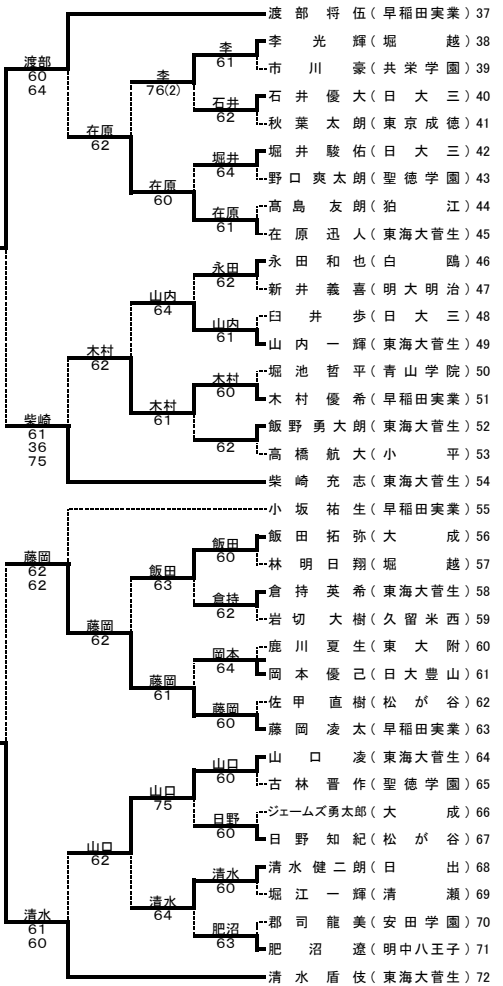 渡部将伍(早稲田実業)37
李光輝(堀越)38
市川豪(共栄学園)39
石井優大(日大三)40
秋葉太朗(東京成徳)41
堀井駿佑(日大三)42
野口爽太朗(聖徳学園)43
髙島友朗(狛江)44
在原迅人(東海大菅生)45
永田和也(白鴎)46
新井義喜(明大明治)47
臼井歩(日大三)48
山内一輝(東海大菅生)49
堀池哲平(青山学院)50
木村優希(早稲田実業)51
飯野勇大朗(東海大菅生)52
高橋航大(小平)53
柴崎充志(東海大菅生)54
小坂祐生(早稲田実業)55
飯田拓弥(大成)56
林明日翔(堀越)57
倉持英希(東海大菅生)58
岩切大樹(久留米西)59
鹿川夏生(東大附)60
岡本優己(日大豊山)61
佐甲直樹(松が谷)62
藤岡凌太(早稲田実業)63
山口凌(東海大菅生)64
古林晋作(聖徳学園)65
ジェームズ勇太郎(大成)66
日野知紀(松が谷)67
清水健二朗(日出)68
堀江一輝(清瀬)69
郡司龍美(安田学園)70
肥沼遼(明中八王子)71
清水盾伎(東海大菅生)72
李
61
石井
62
堀井
64
在原
61
永田
62
山内
61
木村
60
62
飯田
60
倉持
62
岡本
64
藤岡
60
山口
60
日野
60
清水
60
肥沼
63
李
76(2)
在原
60
山内
64
木村
61
飯田
63
藤岡
61
山口
75
清水
64
在原
62
木村
62
藤岡
62
山口
62
渡部
60
64
柴崎
61
36
75
藤岡
62
62
清水
61
60